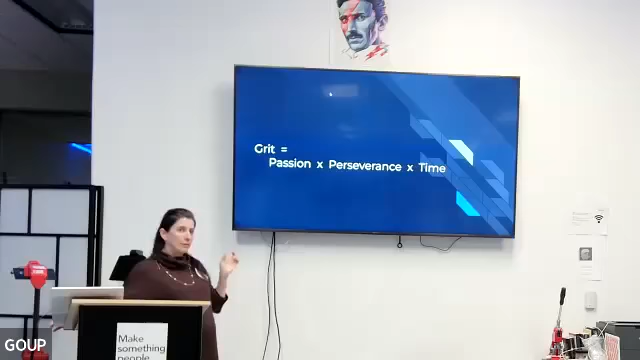 Grit =
Passion x Perseverance x Time
Make
something
people
GOUP